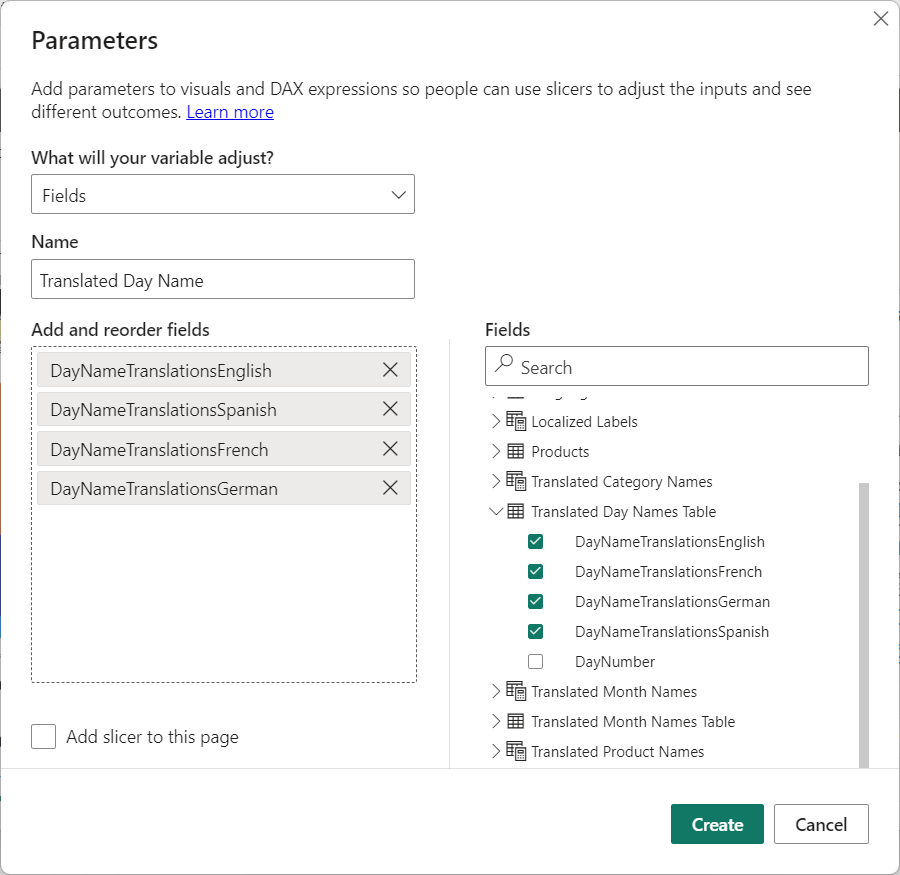 Parameters
Add parameters to visuals and DAX expressions so people can use slicers to adjust the inputs and see
different outcomes. Learn more
What will your variable adjust?
Fields
Name
Translated Day Name
Add and reorder fields
DayNameTranslationsEnglish
DayNameTranslationsSpanish
DayNameTranslationsFrench
DayNameTranslationsGerman
Add slicer to this page
Fields
Search
Localized Labels
Products
Translated Category Names
Translated Day Names Table
DayNameTranslationsEnglish
DayNameTranslationsFrench
DayNameTranslationsGerman
DayNameTranslationsSpanish
DayNumber
Translated Month Names
Translated Month Names Table
Translated Product Names
Create
Cancel